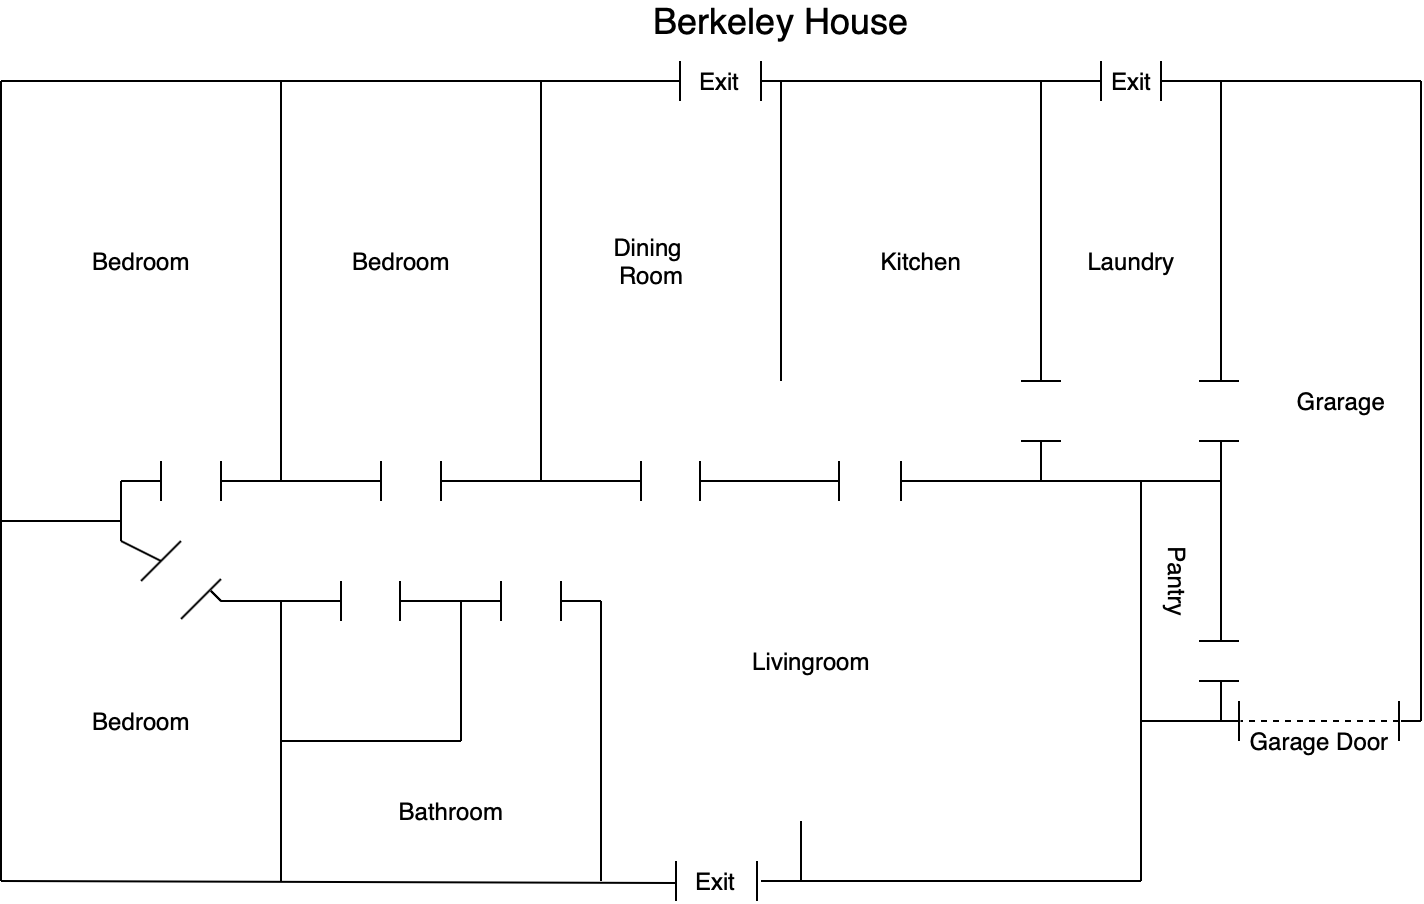 Berkeley House
Exit
Exit
Bedroom
Bedroom
Dining
Room
Kitchen
Laundry
Grarage
Pantry
Livingroom
Bedroom
Garage Door
Bathroom
Exit